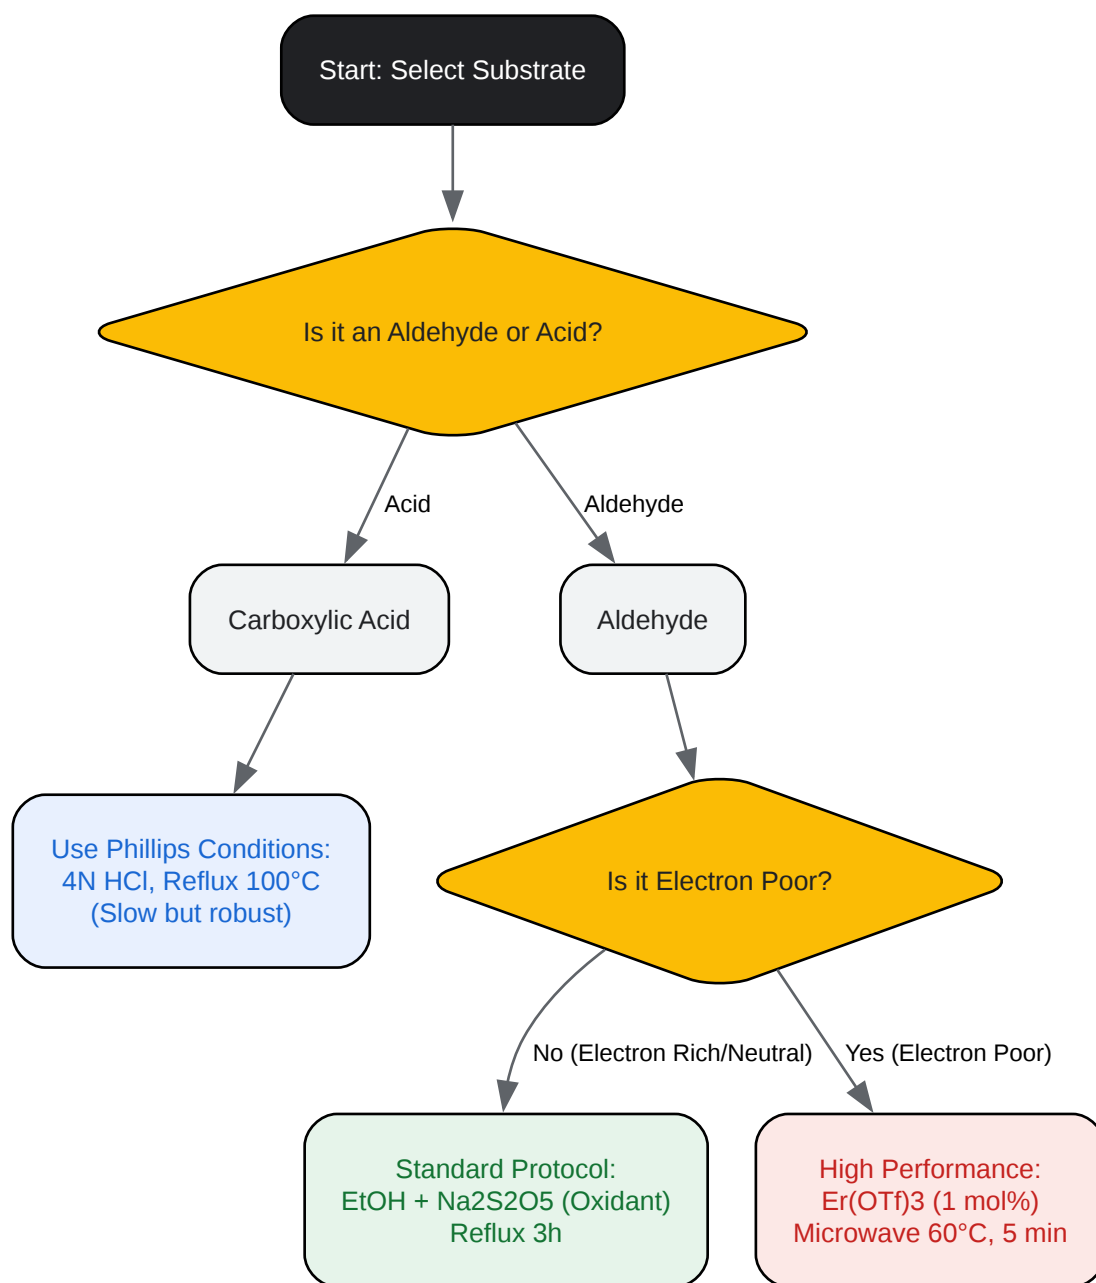 Start: Select Substrate
Is it an Aldehyde or Acid?
Acid
Aldehyde
Carboxylic Acid
Aldehyde
Use Phillips Conditions:
4N HCl, Reflux 100°C
(Slow but robust)
Is it Electron Poor?
No (Electron Rich/Neutral)
Yes (Electron Poor)
Standard Protocol:
EtOH + Na2S2O5 (Oxidant)
Reflux 3h
High Performance:
Er(OTf)3 (1 mol%)
Microwave 60°C, 5 min